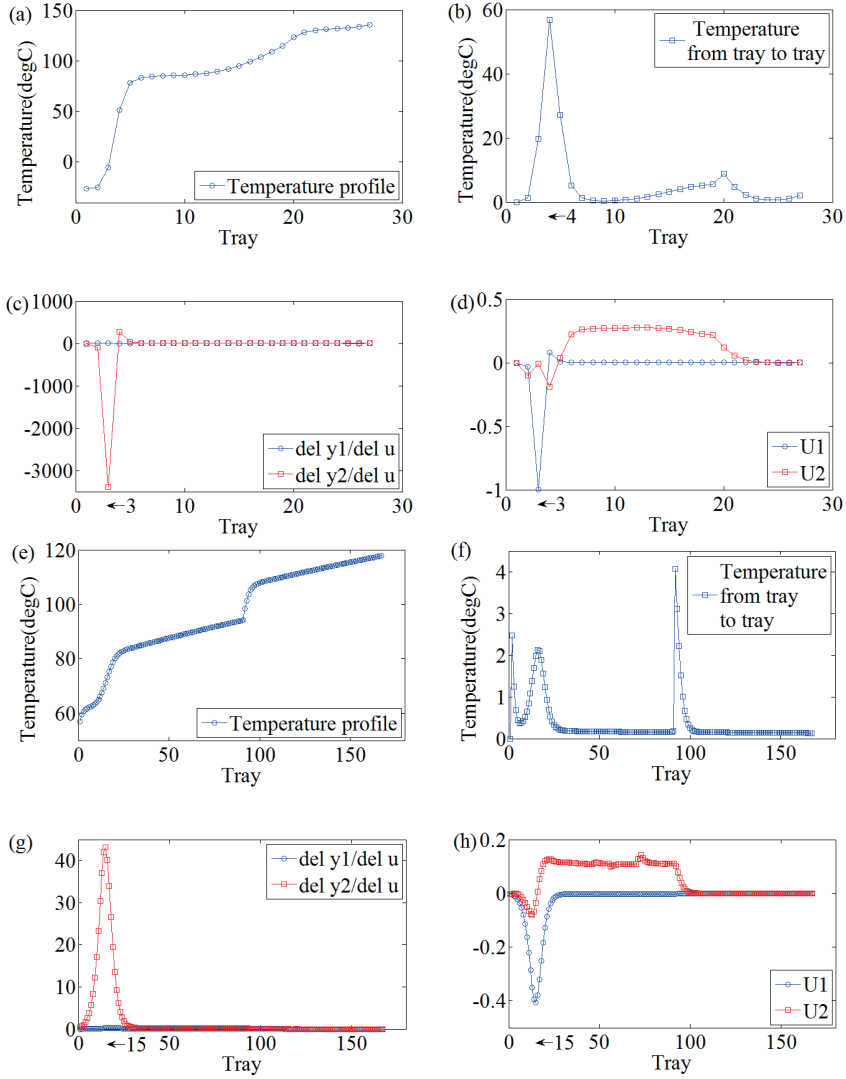 (a)
150
100
50
0
Temperature(degC)
Temperature profile
0
10
20
30
Tray
(b)
60
40
20
0
Temperature(degC)
Temperature
from tray to tray
0
←4
10
20
30
Tray
(c)
1000
0
-1000
-2000
-3000
del y1/del u
del y2/del u
0
←3
10
20
30
Tray
(d)
0.5
0
-0.5
-1
U1
U2
0
←3
10
20
30
Tray
(e)
120
100
80
60
Temperature(degC)
Temperature profile
0
50
100
150
Tray
(f)
4
3
2
1
0
Temperature(degC)
Temperature
from tray
to tray
0
50
100
150
Tray
(g)
40
30
20
10
0
del y1/del u
del y2/del u
0
←15
50
100
150
Tray
(h)
0.2
0
-0.2
-0.4
U1
U2
0
←15
50
100
150
Tray